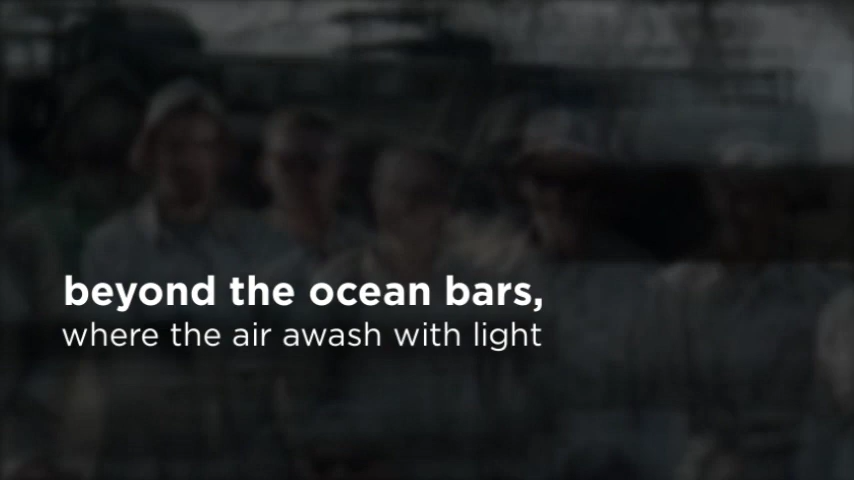 beyond the ocean bars,
where the air awash with light